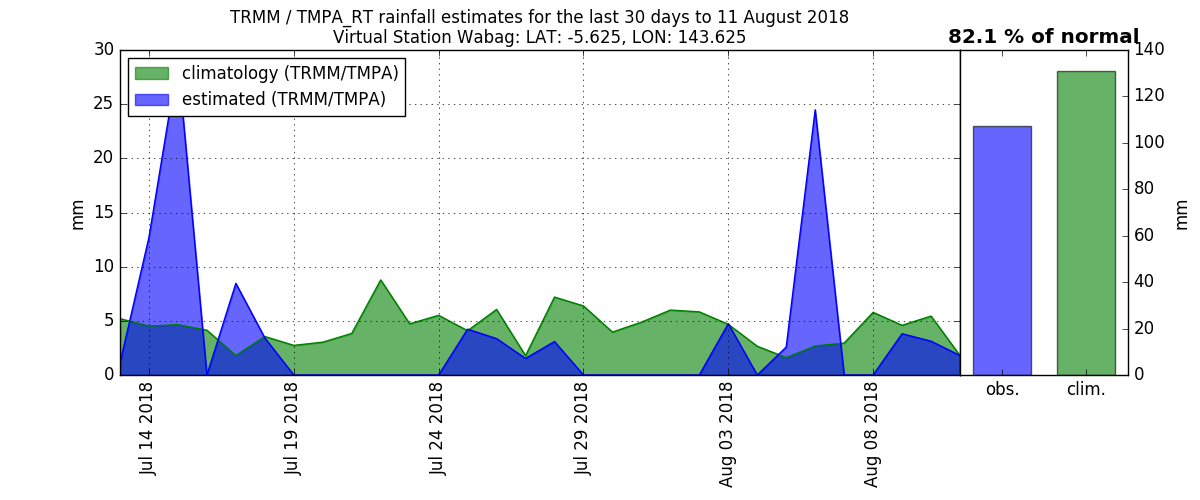 TRMM / TMPA_RT rainfall estimates for the last 30 days to 11 August 2018
Virtual Station Wabag: LAT: -5.625, LON: 143.625
82.1 % of normal
climatology (TRMM/TMPA)
estimated (TRMM/TMPA)
30
25
20
15
10
5
0
mm
Jul 14 2018
Jul 19 2018
Jul 24 2018
Jul 29 2018
Aug 03 2018
Aug 08 2018
140
120
100
80
60
40
20
0
mm
obs.
clim.